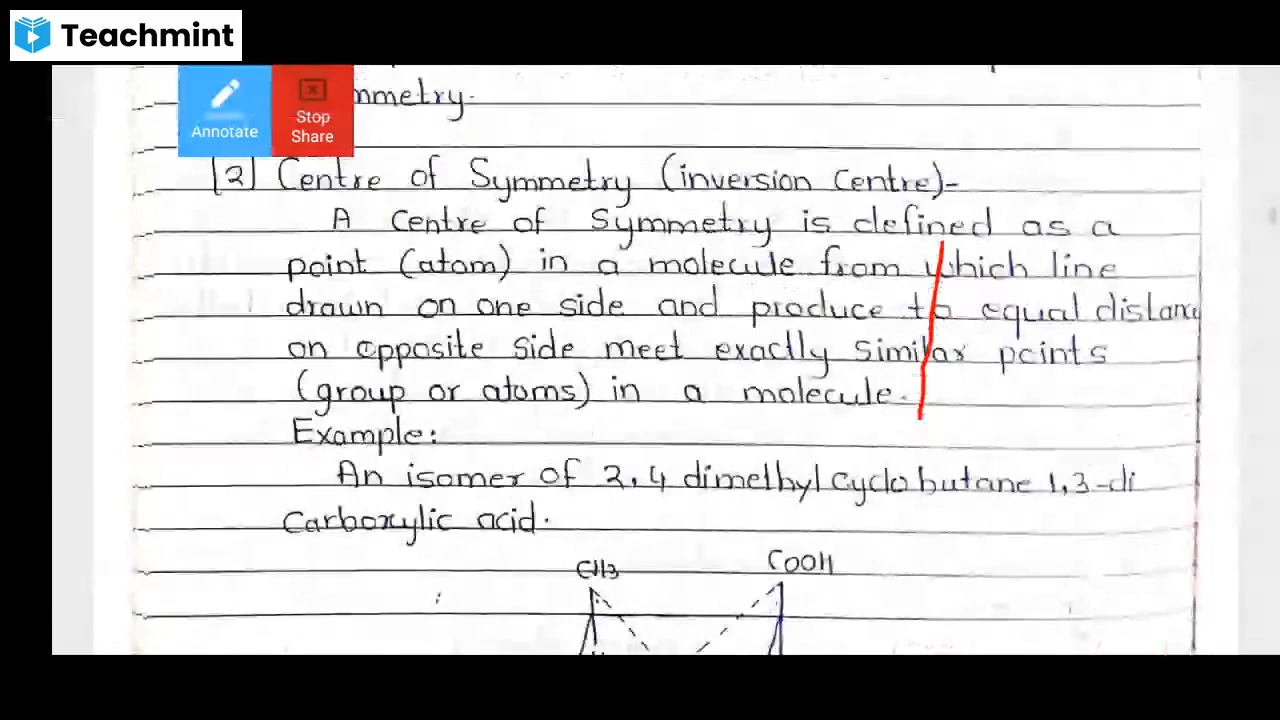 Teachmint
Annotate
Stop
Share
mmetry.
[2] Centre of Symmetry (inversion Centre)-
A Centre of Symmetry is defined as a
point (atom) in a molecule from which line
drawn on one side and produce to equal distanc
on opposite side meet exactly similar points
(group or atoms) in a molecule.
Example:
An isomer of 2,4 dimethyl cyclo butane 1,3-di
Carboxylic acid.
CH3 COOH